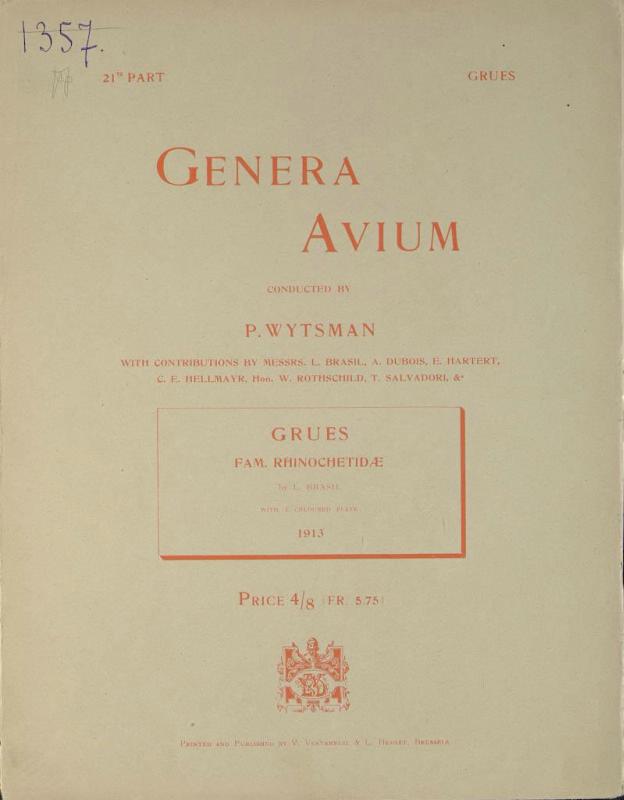 1357.
21TH PART
GRUES
GENERA
AVIUM
CONDUCTED BY
P. WYTSMAN
WITH CONTRIBUTIONS BY MESSRS. L. BRASIL, A. DUBOIS, E. HARTERT,
C. E. HELLMAYR, Hon. W. ROTHSCHILD, T. SALVADORI, &a
GRUES
FAM. RHINOCHETIDÆ
by L. BRASIL
WITH 1 COLOURED PLATE
1913
PRICE 4/8 (FR. 5.75)
PRINTED AND PUBLISHED BY V. VERTENEUIL & L. DESMET, BRUSSELS